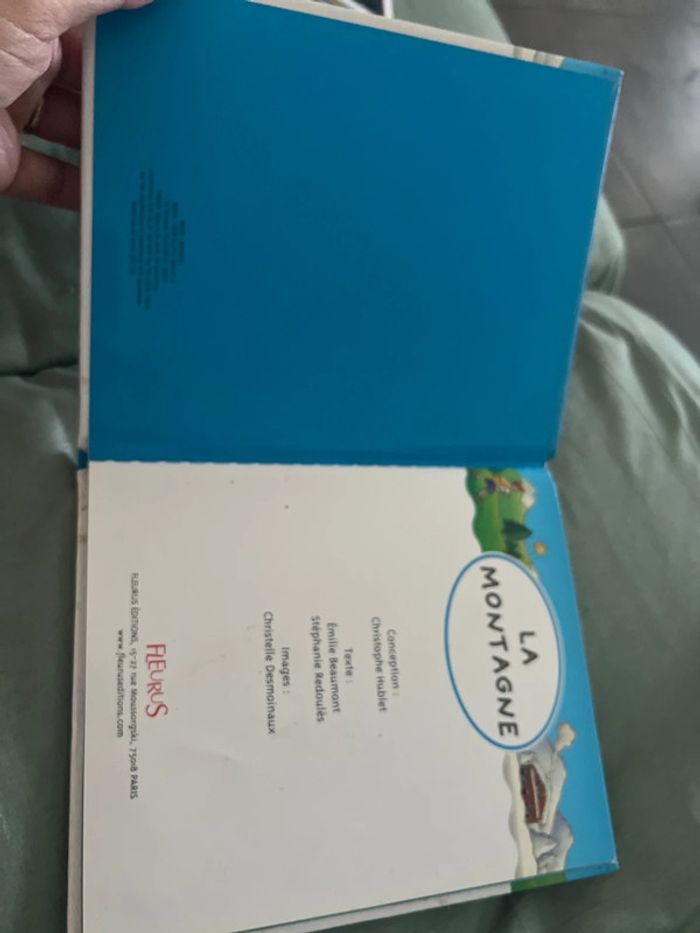 LA
MONTAGNE
Conception :
Christophe Hublet
Texte :
Émilie Beaumont
Stéphanie Redoulès
Images :
Christelle Desmoinaux
FLEURUS
FLEURUS ÉDITIONS, 15-27 rue Moussorgski, 75018 PARIS
www.fleuruseditions.com